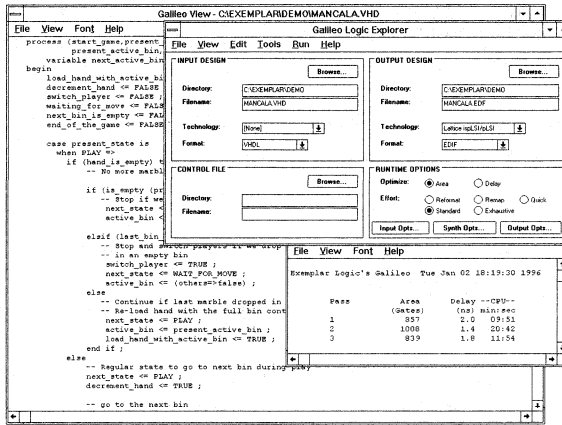 Galileo View - C:\EXEMPLAR\DEMO\MANCALA.VHD
File View Font Help
process (start_game,present_
present_active_bin,
variable next_active_bin
begin
load_hand_with_active_bi
decrement_hand <= FALSE
switch_player <= FALSE ;
waiting_for_move <= FALS
next_bin_is_empty <= FAL
end_of_the_game <= FALSE
case present_state is
when PLAY =>
if (hand_is_empty) t
-- No more marbl
if (is_empty (pr
-- Stop if we
next_state <
active_bin <
elsif (last_bin_
-- Stop and switch players if we drop
-- in an empty bin
switch_player <= TRUE ;
next_state <= WAIT_FOR_MOVE ;
active_bin <= (others=>false) ;
else
-- Continue if last marble dropped in
-- Re-load hand with the full bin cont
next_state <= PLAY ;
active_bin <= present_active_bin ;
load_hand_with_active_bin <= TRUE ;
end if ;
else
-- Regular state to go to next bin during play
next_state <= PLAY ;
decrement_hand <= TRUE ;
-- go to the next bin
Galileo Logic Explorer
File View Edit Tools Run Help
INPUT DESIGN
Browse...
Directory: C:\EXEMPLAR\DEMO
Filename: MANCALA.VHD
Technology: [None]
Format: VHDL
OUTPUT DESIGN
Browse...
Directory: C:\EXEMPLAR\DEMO
Filename: MANCALA.EDF
Technology: Lattice ispLSI/pLSI
Format: EDIF
CONTROL FILE
Browse...
Directory:
Filename:
RUNTIME OPTIONS
Optimize: Area Delay
Effort: Reformat Remap Quick
Standard Exhaustive
Input Opts... Synth Opts... Output Opts...
File View Font Help
Exemplar Logic's Galileo Tue Jan 02 18:19:30 1996
Pass Area Delay --CPU--
(Gates) (ns) min:sec
1 857 2.0 09:51
2 1008 1.4 20:42
3 839 1.8 11:54